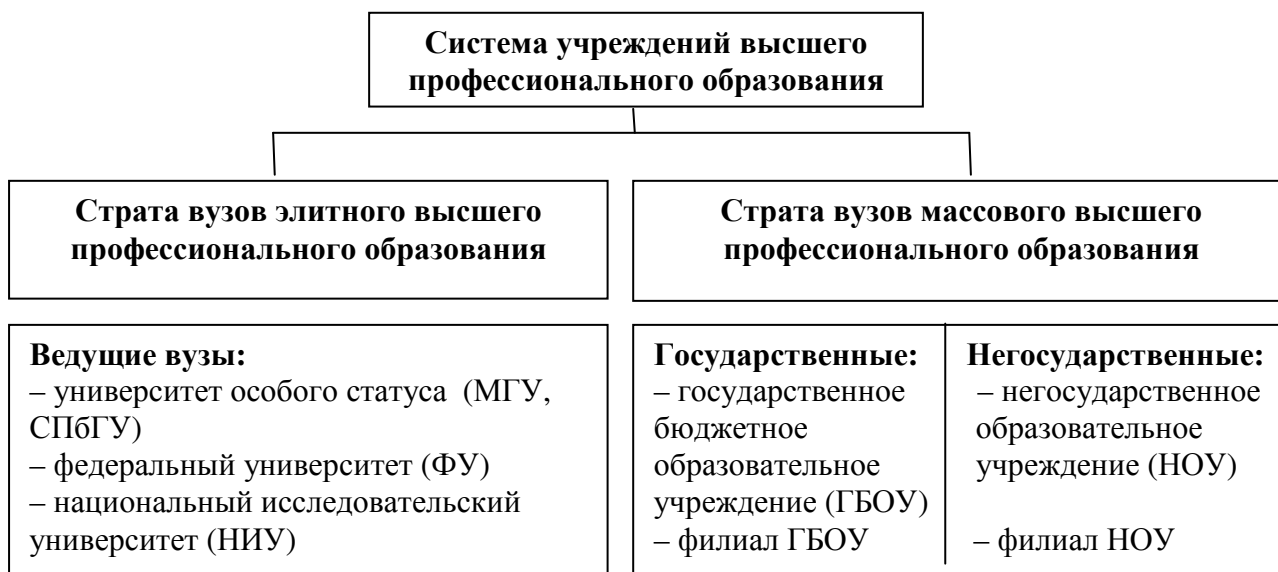 Система учреждений высшего
профессионального образования
Страта вузов элитного высшего
профессионального образования
Страта вузов массового высшего
профессионального образования
Ведущие вузы:
– университет особого статуса (МГУ,
СПбГУ)
– федеральный университет (ФУ)
– национальный исследовательский
университет (НИУ)
Государственные:
– государственное
бюджетное
образовательное
учреждение (ГБОУ)
– филиал ГБОУ
Негосударственные:
– негосударственное
образовательное
учреждение (НОУ)
– филиал НОУ